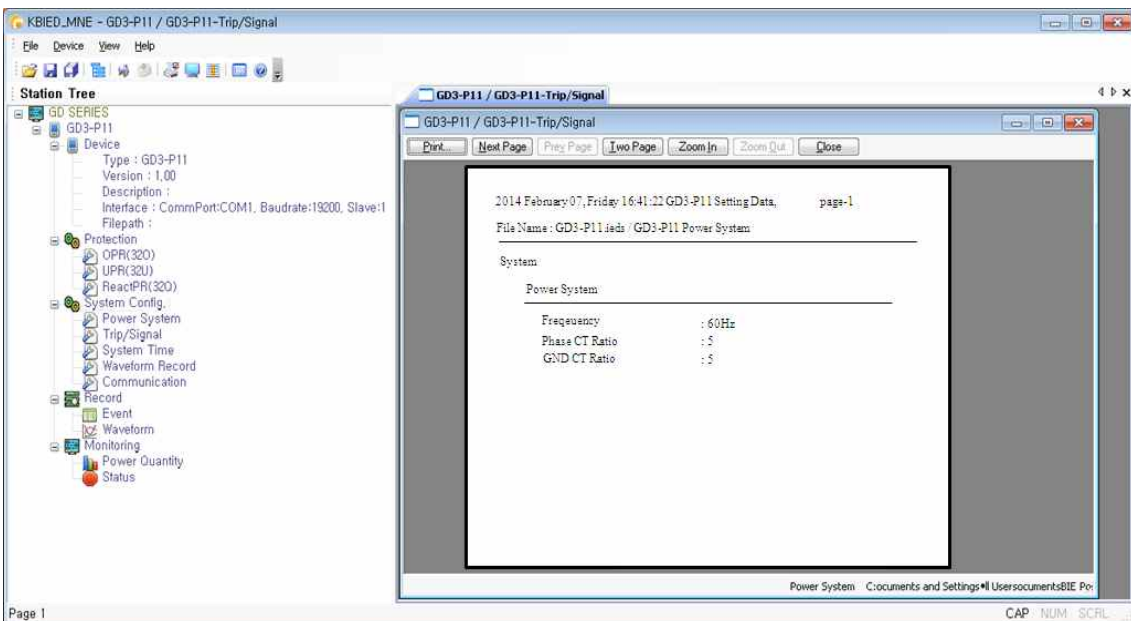 KBIED_MNE - GD3-P11 / GD3-P11-Trip/Signal
File Device View Help
Station Tree
GD SERIES
GD3-P11
Device
Type : GD3-P11
Version : 1,00
Description :
Interface : CommPort:COM1, Baudrate:19200, Slave:1
Filepath :
Protection
OPR(32O)
UPR(32U)
ReactPR(32Q)
System Config,
Power System
Trip/Signal
System Time
Waveform Record
Communication
Record
Event
Waveform
Monitoring
Power Quantity
Status
GD3-P11 / GD3-P11-Trip/Signal
GD3-P11 / GD3-P11-Trip/Signal
Print... Next Page Prev Page Two Page Zoom In Zoom Out Close
2014 February 07, Friday 16:41:22 GD3-P11 Setting Data, page-1
File Name : GD3-P11.ieds / GD3-P11 Power System
System
Power System
Freqeuency : 60Hz
Phase CT Ratio : 5
GND CT Ratio : 5
Power System C:ocuments and Settings•ll UsersocumentsBIE Po
Page 1 CAP NUM SCRL